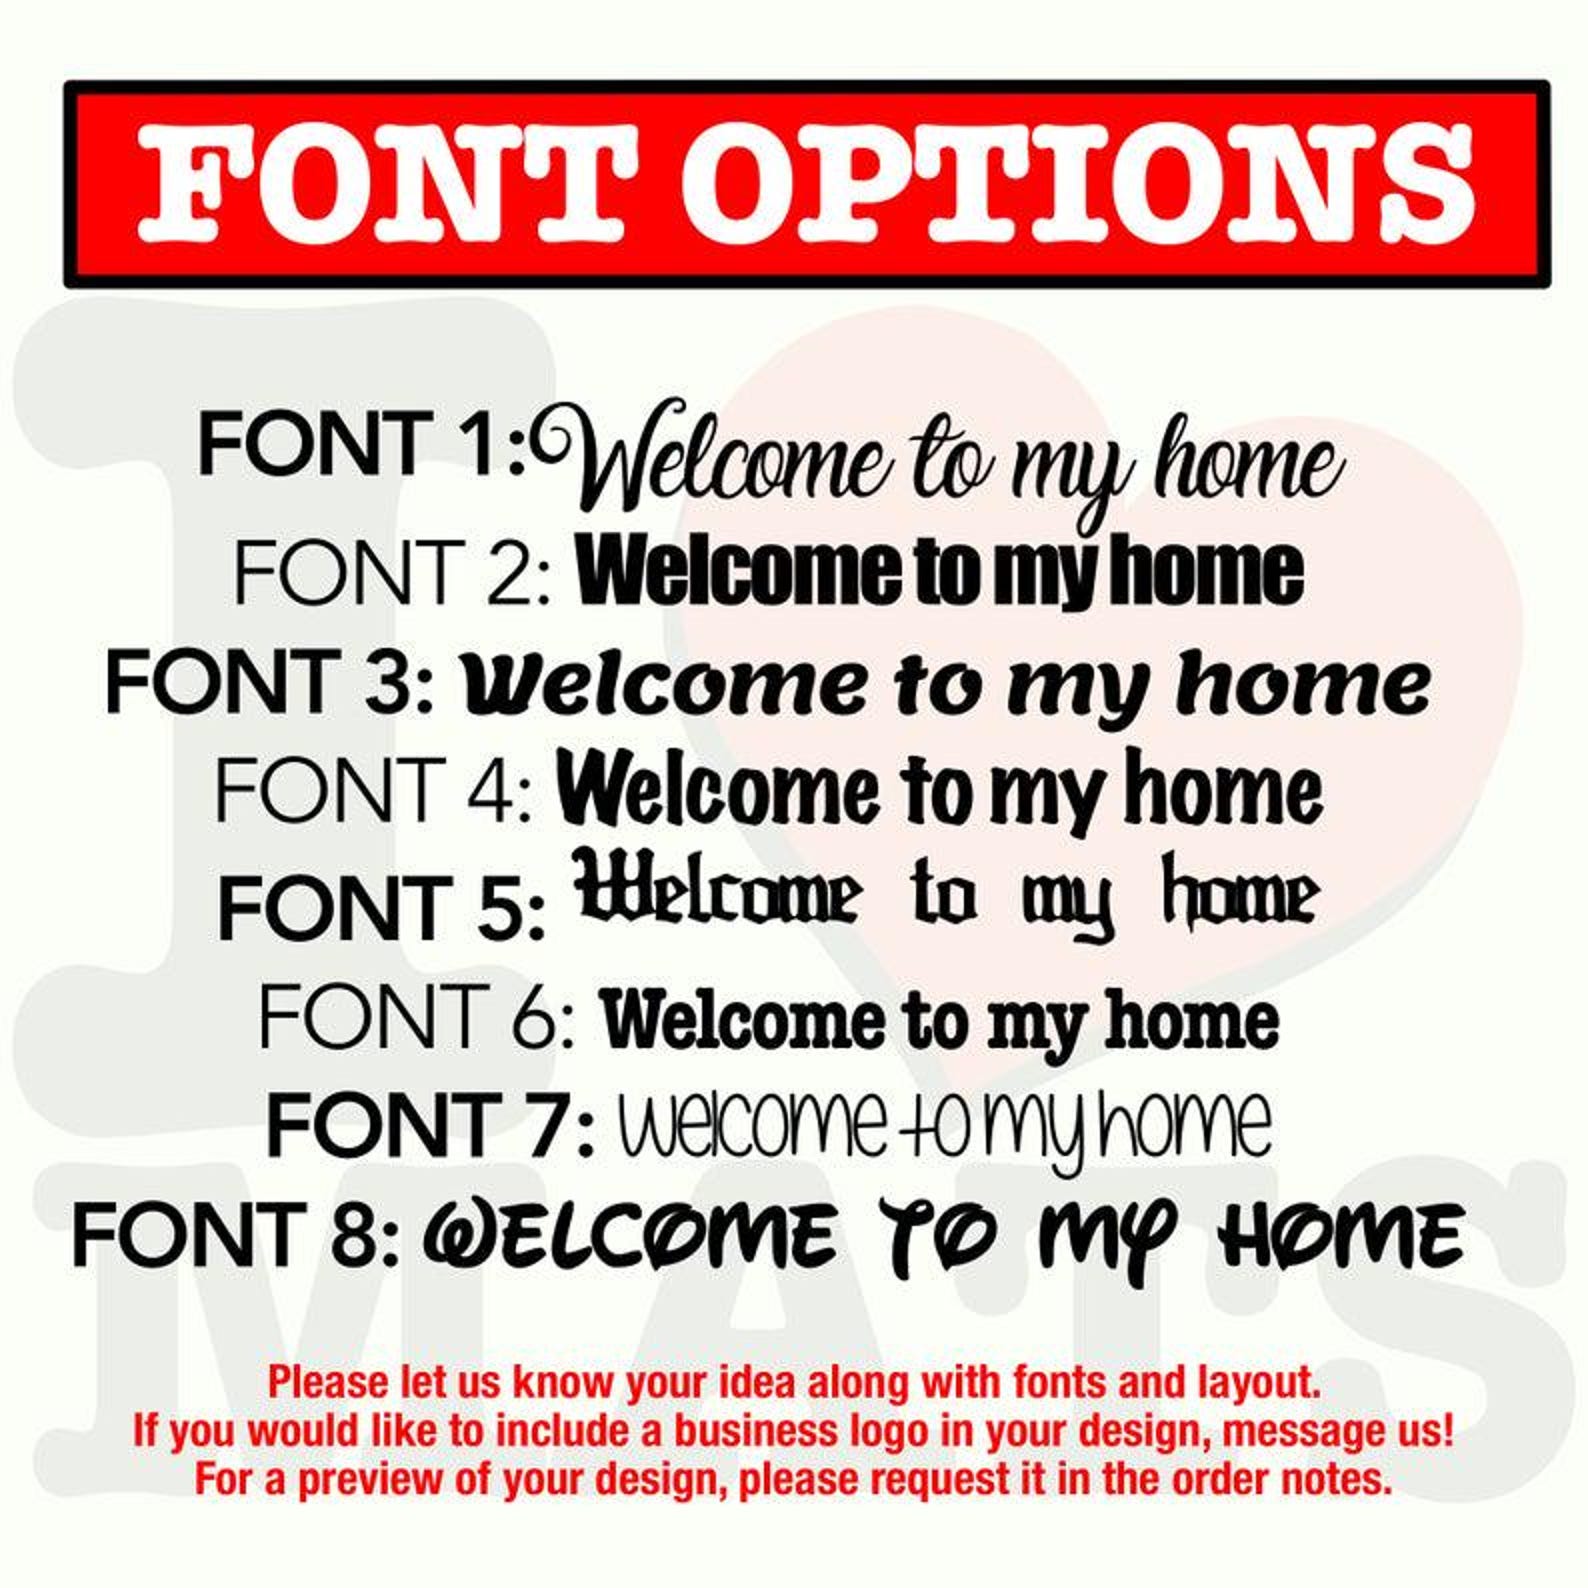 FONT OPTIONS
FONT 1: Welcome to my home
FONT 2: Welcome to my home
FONT 3: Welcome to my home
FONT 4: Welcome to my home
FONT 5: Welcome to my home
FONT 6: Welcome to my home
FONT 7: Welcome to my home
FONT 8: WELCOME TO MY HOME
Please let us know your idea along with fonts and layout.
If you would like to include a business logo in your design, message us!
For a preview of your design, please request it in the order notes.
I
MATS